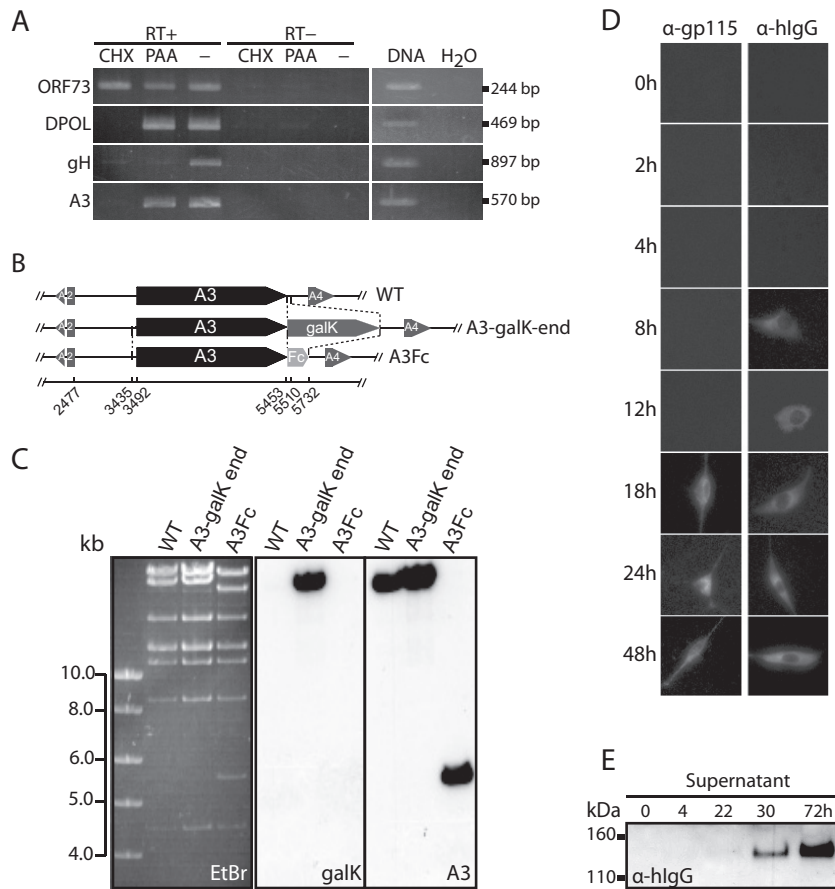 A
RT+ RT−
CHX PAA – CHX PAA – DNA H2O
ORF73 244 bp
DPOL 469 bp
gH 897 bp
A3 570 bp
B
A2 A3 A4 WT
A2 A3 galK A4 A3-galK-end
A2 A3 Fc A4 A3Fc
2477 3435 3492 5453 5510 5732
C
kb
WT A3-galK end A3Fc WT A3-galK end A3Fc WT A3-galK end A3Fc
10.0
8.0
6.0
5.0
4.0
EtBr galK A3
D
α-gp115 α-hIgG
0h
2h
4h
8h
12h
18h
24h
48h
E
Supernatant
kDa 0 4 22 30 72h
160
110
α-hIgG